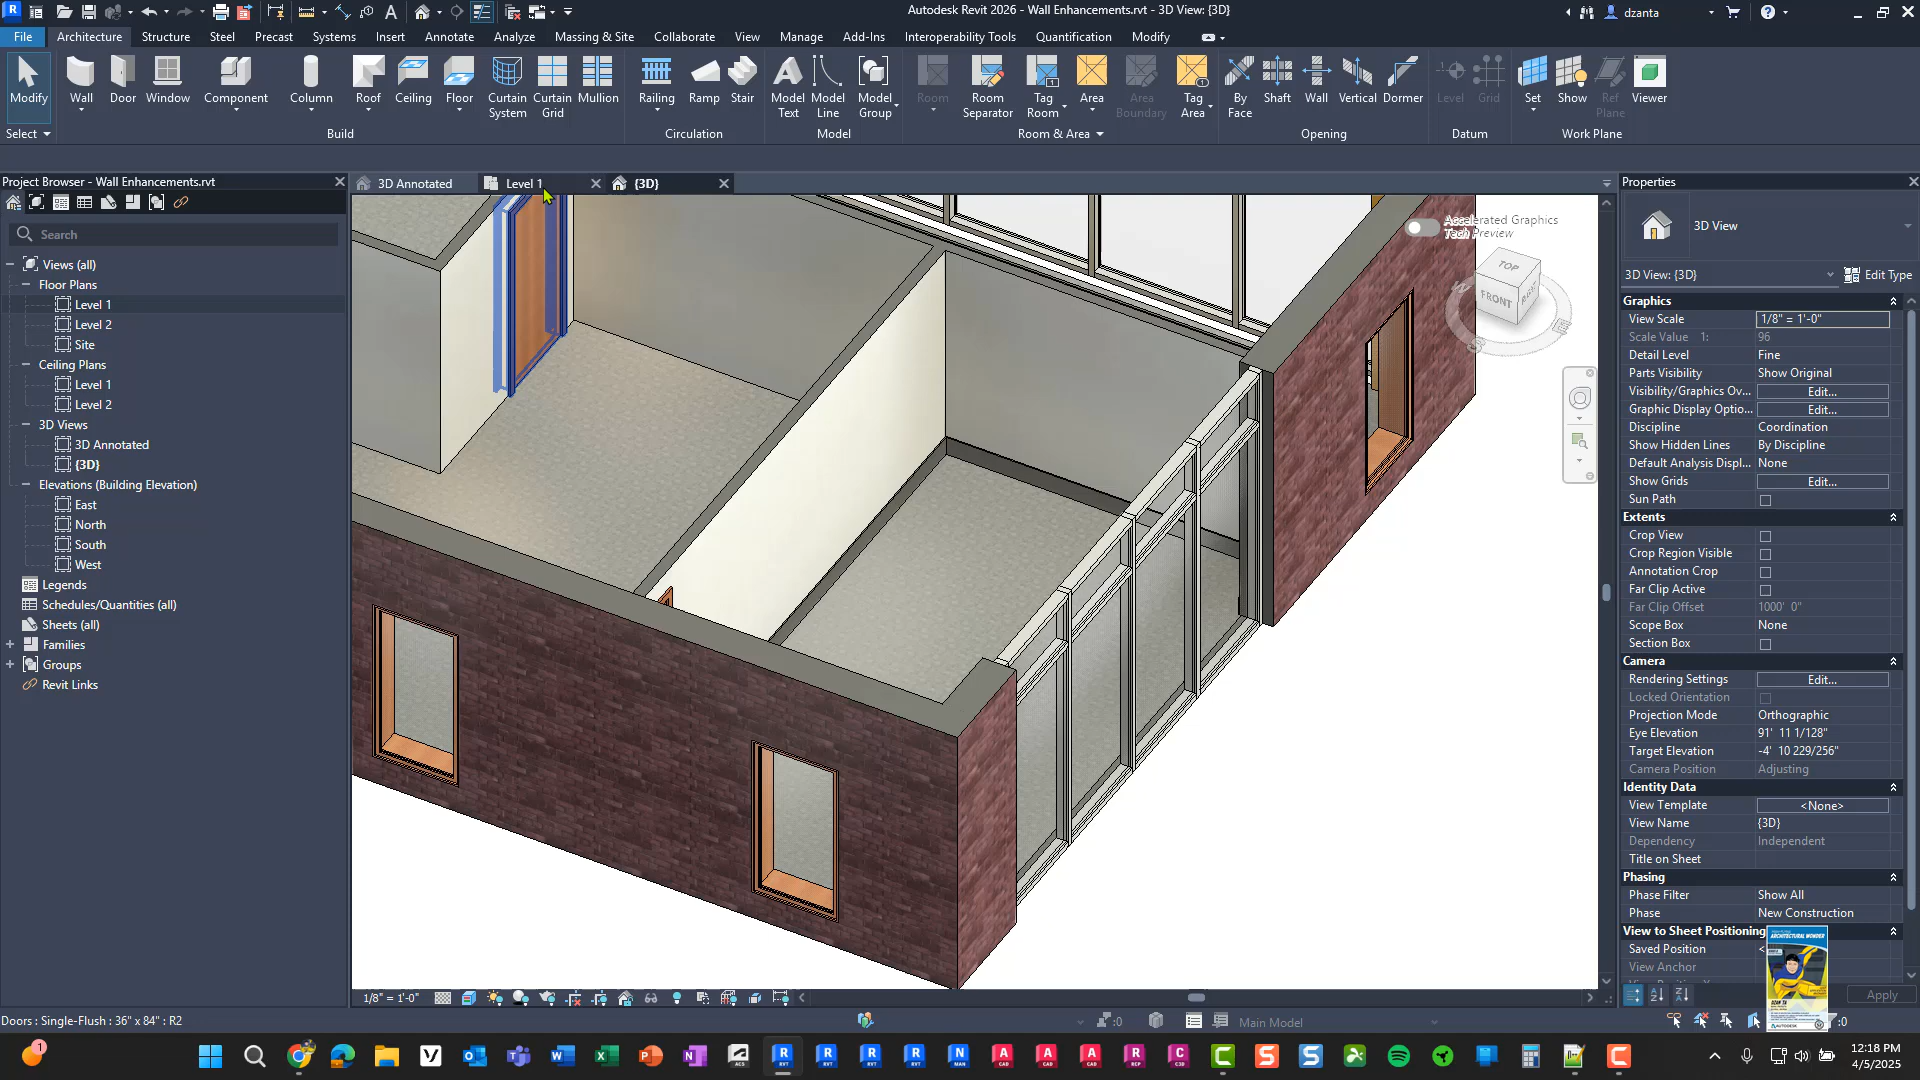 Autodesk Revit 2026 - Wall Enhancements.rvt - 3D View: {3D}
dzanta
File Architecture Structure Steel Precast Systems Insert Annotate Analyze Massing & Site Collaborate View Manage Add-Ins Interoperability Tools Quantification Modify
Modify Wall Door Window Component Column Roof Ceiling Floor Curtain System Curtain Grid Mullion Railing Ramp Stair Model Text Model Line Model Group Room Room Separator Tag Room Area Area Boundary Tag Area By Face Shaft Wall Vertical Dormer Level Grid Set Show Ref Plane Viewer
Select Build Circulation Model Room & Area Opening Datum Work Plane
Project Browser - Wall Enhancements.rvt
3D Annotated Level 1 {3D}
Properties
Search
Views (all)
Floor Plans
Level 1
Level 2
Site
Ceiling Plans
Level 1
Level 2
3D Views
3D Annotated
{3D}
Elevations (Building Elevation)
East
North
South
West
Legends
Schedules/Quantities (all)
Sheets (all)
Families
Groups
Revit Links
Accelerated Graphics
Tech Preview
TOP
FRONT
RIGHT
W
S
E
3D View
3D View: {3D} Edit Type
Graphics
View Scale 1/8" = 1'-0"
Scale Value 1: 96
Detail Level Fine
Parts Visibility Show Original
Visibility/Graphics Ov... Edit...
Graphic Display Optio... Edit...
Discipline Coordination
Show Hidden Lines By Discipline
Default Analysis Displ... None
Show Grids Edit...
Sun Path
Extents
Crop View
Crop Region Visible
Annotation Crop
Far Clip Active
Far Clip Offset 1000' 0"
Scope Box None
Section Box
Camera
Rendering Settings Edit...
Locked Orientation
Projection Mode Orthographic
Eye Elevation 91' 11 1/128"
Target Elevation -4' 10 229/256"
Camera Position Adjusting
Identity Data
View Template <None>
View Name {3D}
Dependency Independent
Title on Sheet
Phasing
Phase Filter Show All
Phase New Construction
View to Sheet Positioning
Saved Position
View Anchor
ARCHITECTURAL WONDER
AUTODESK
Apply
1/8" = 1'-0"
Doors : Single-Flush : 36" x 84" : R2
:0
Main Model
:0
12:18 PM
4/5/2025